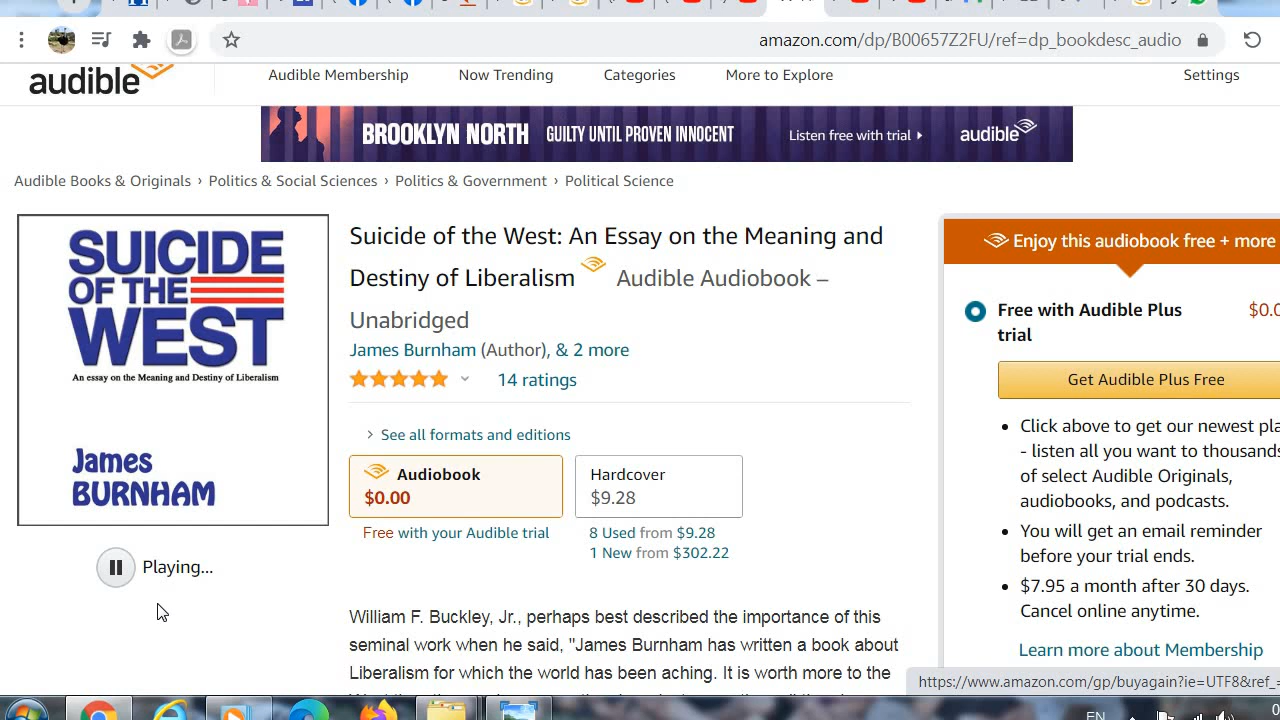 amazon.com/dp/B00657Z2FU/ref=dp_bookdesc_audio
audible
Audible Membership
Now Trending
Categories
More to Explore
Settings
BROOKLYN NORTH GUILTY UNTIL PROVEN INNOCENT Listen free with trial audible
Audible Books & Originals › Politics & Social Sciences › Politics & Government › Political Science
SUICIDE
OF THE
WEST
An essay on the Meaning and Destiny of Liberalism
James
BURNHAM
Playing...
Suicide of the West: An Essay on the Meaning and
Destiny of Liberalism Audible Audiobook –
Unabridged
James Burnham (Author), & 2 more
14 ratings
› See all formats and editions
Audiobook
$0.00
Free with your Audible trial
Hardcover
$9.28
8 Used from $9.28
1 New from $302.22
William F. Buckley, Jr., perhaps best described the importance of this
seminal work when he said, "James Burnham has written a book about
Liberalism for which the world has been aching. It is worth more to the
Enjoy this audiobook free + more
Free with Audible Plus
trial
$0.0
Get Audible Plus Free
• Click above to get our newest pla
- listen all you want to thousands
of select Audible Originals,
audiobooks, and podcasts.
• You will get an email reminder
before your trial ends.
• $7.95 a month after 30 days.
Cancel online anytime.
Learn more about Membership
https://www.amazon.com/gp/buyagain?ie=UTF8&ref_=
EN